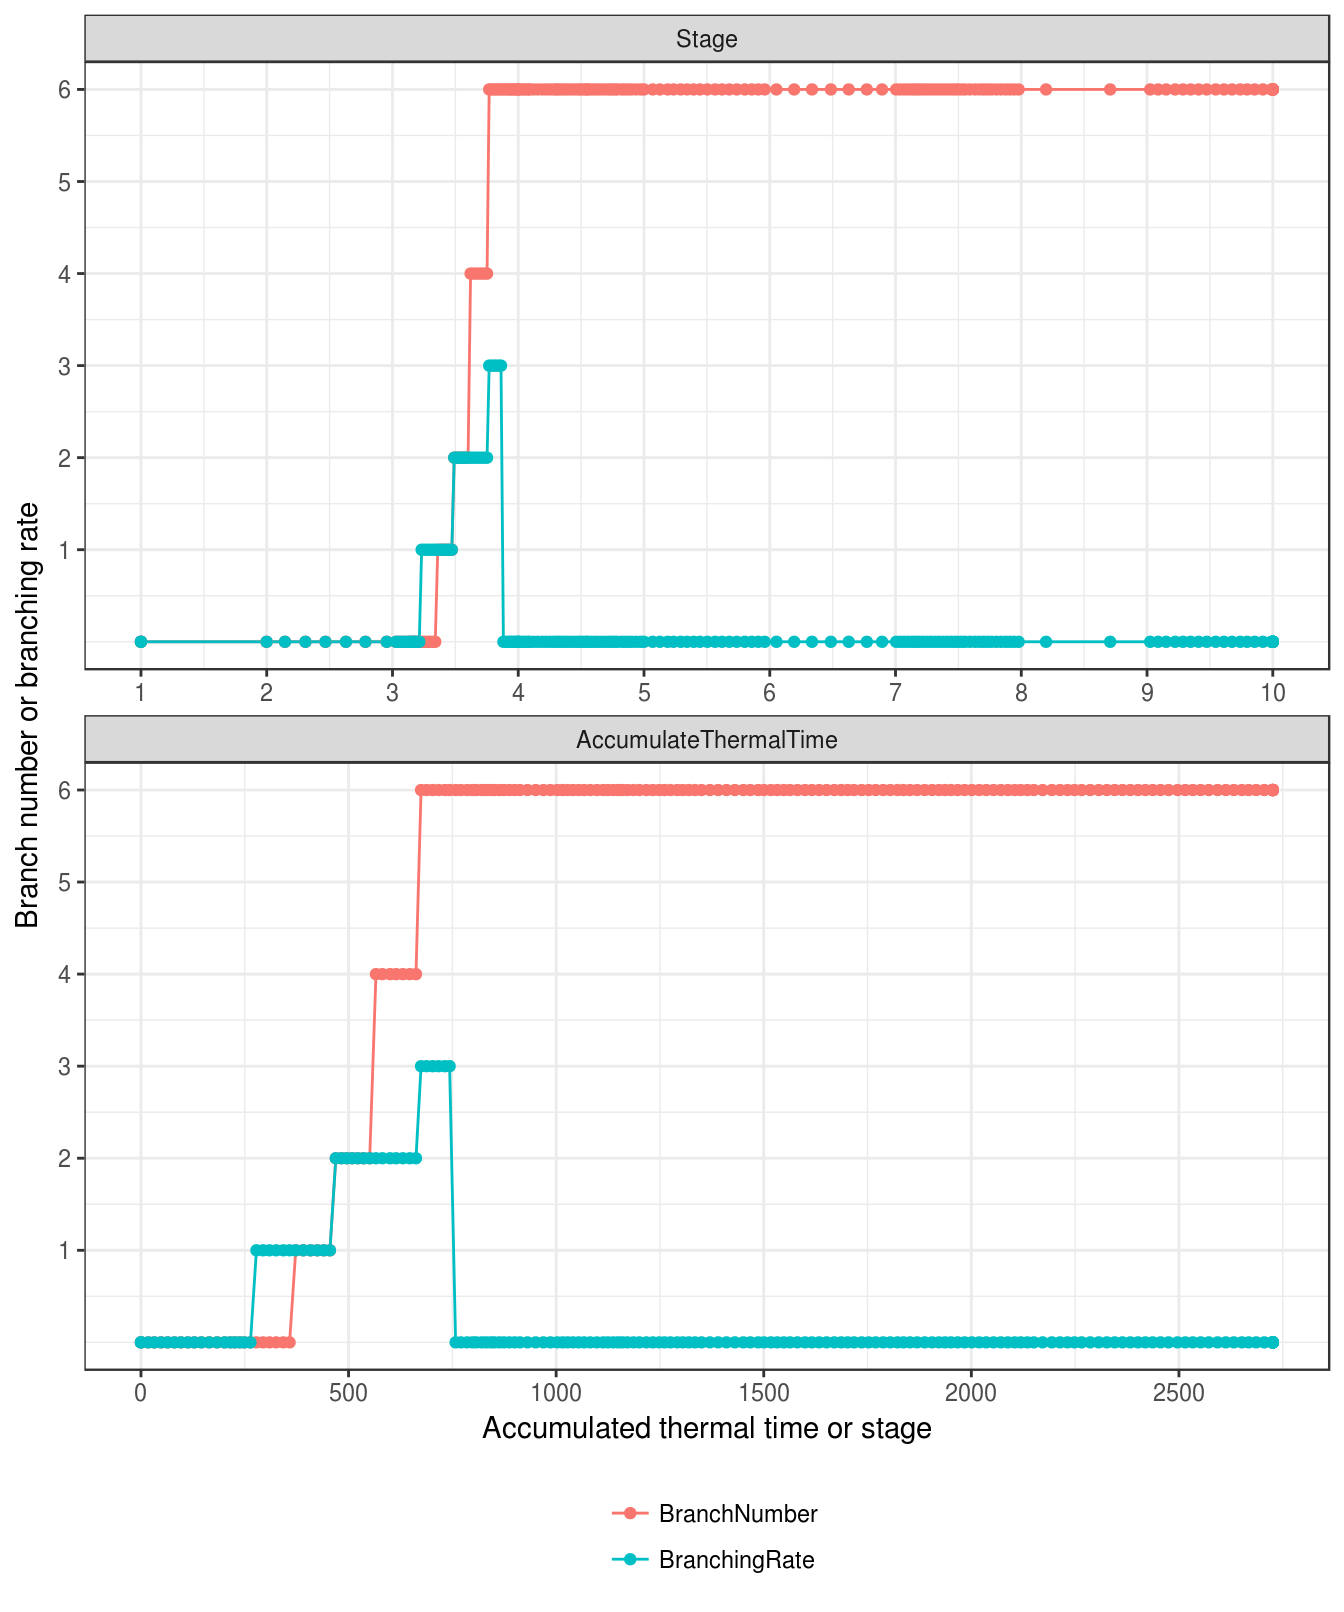 Stage
6
5
4
3
2
1
1 2 3 4 5 6 7 8 9 10
Branch number or branching rate
AccumulateThermalTime
6
5
4
3
2
1
0 500 1000 1500 2000 2500
Accumulated thermal time or stage
BranchNumber
BranchingRate